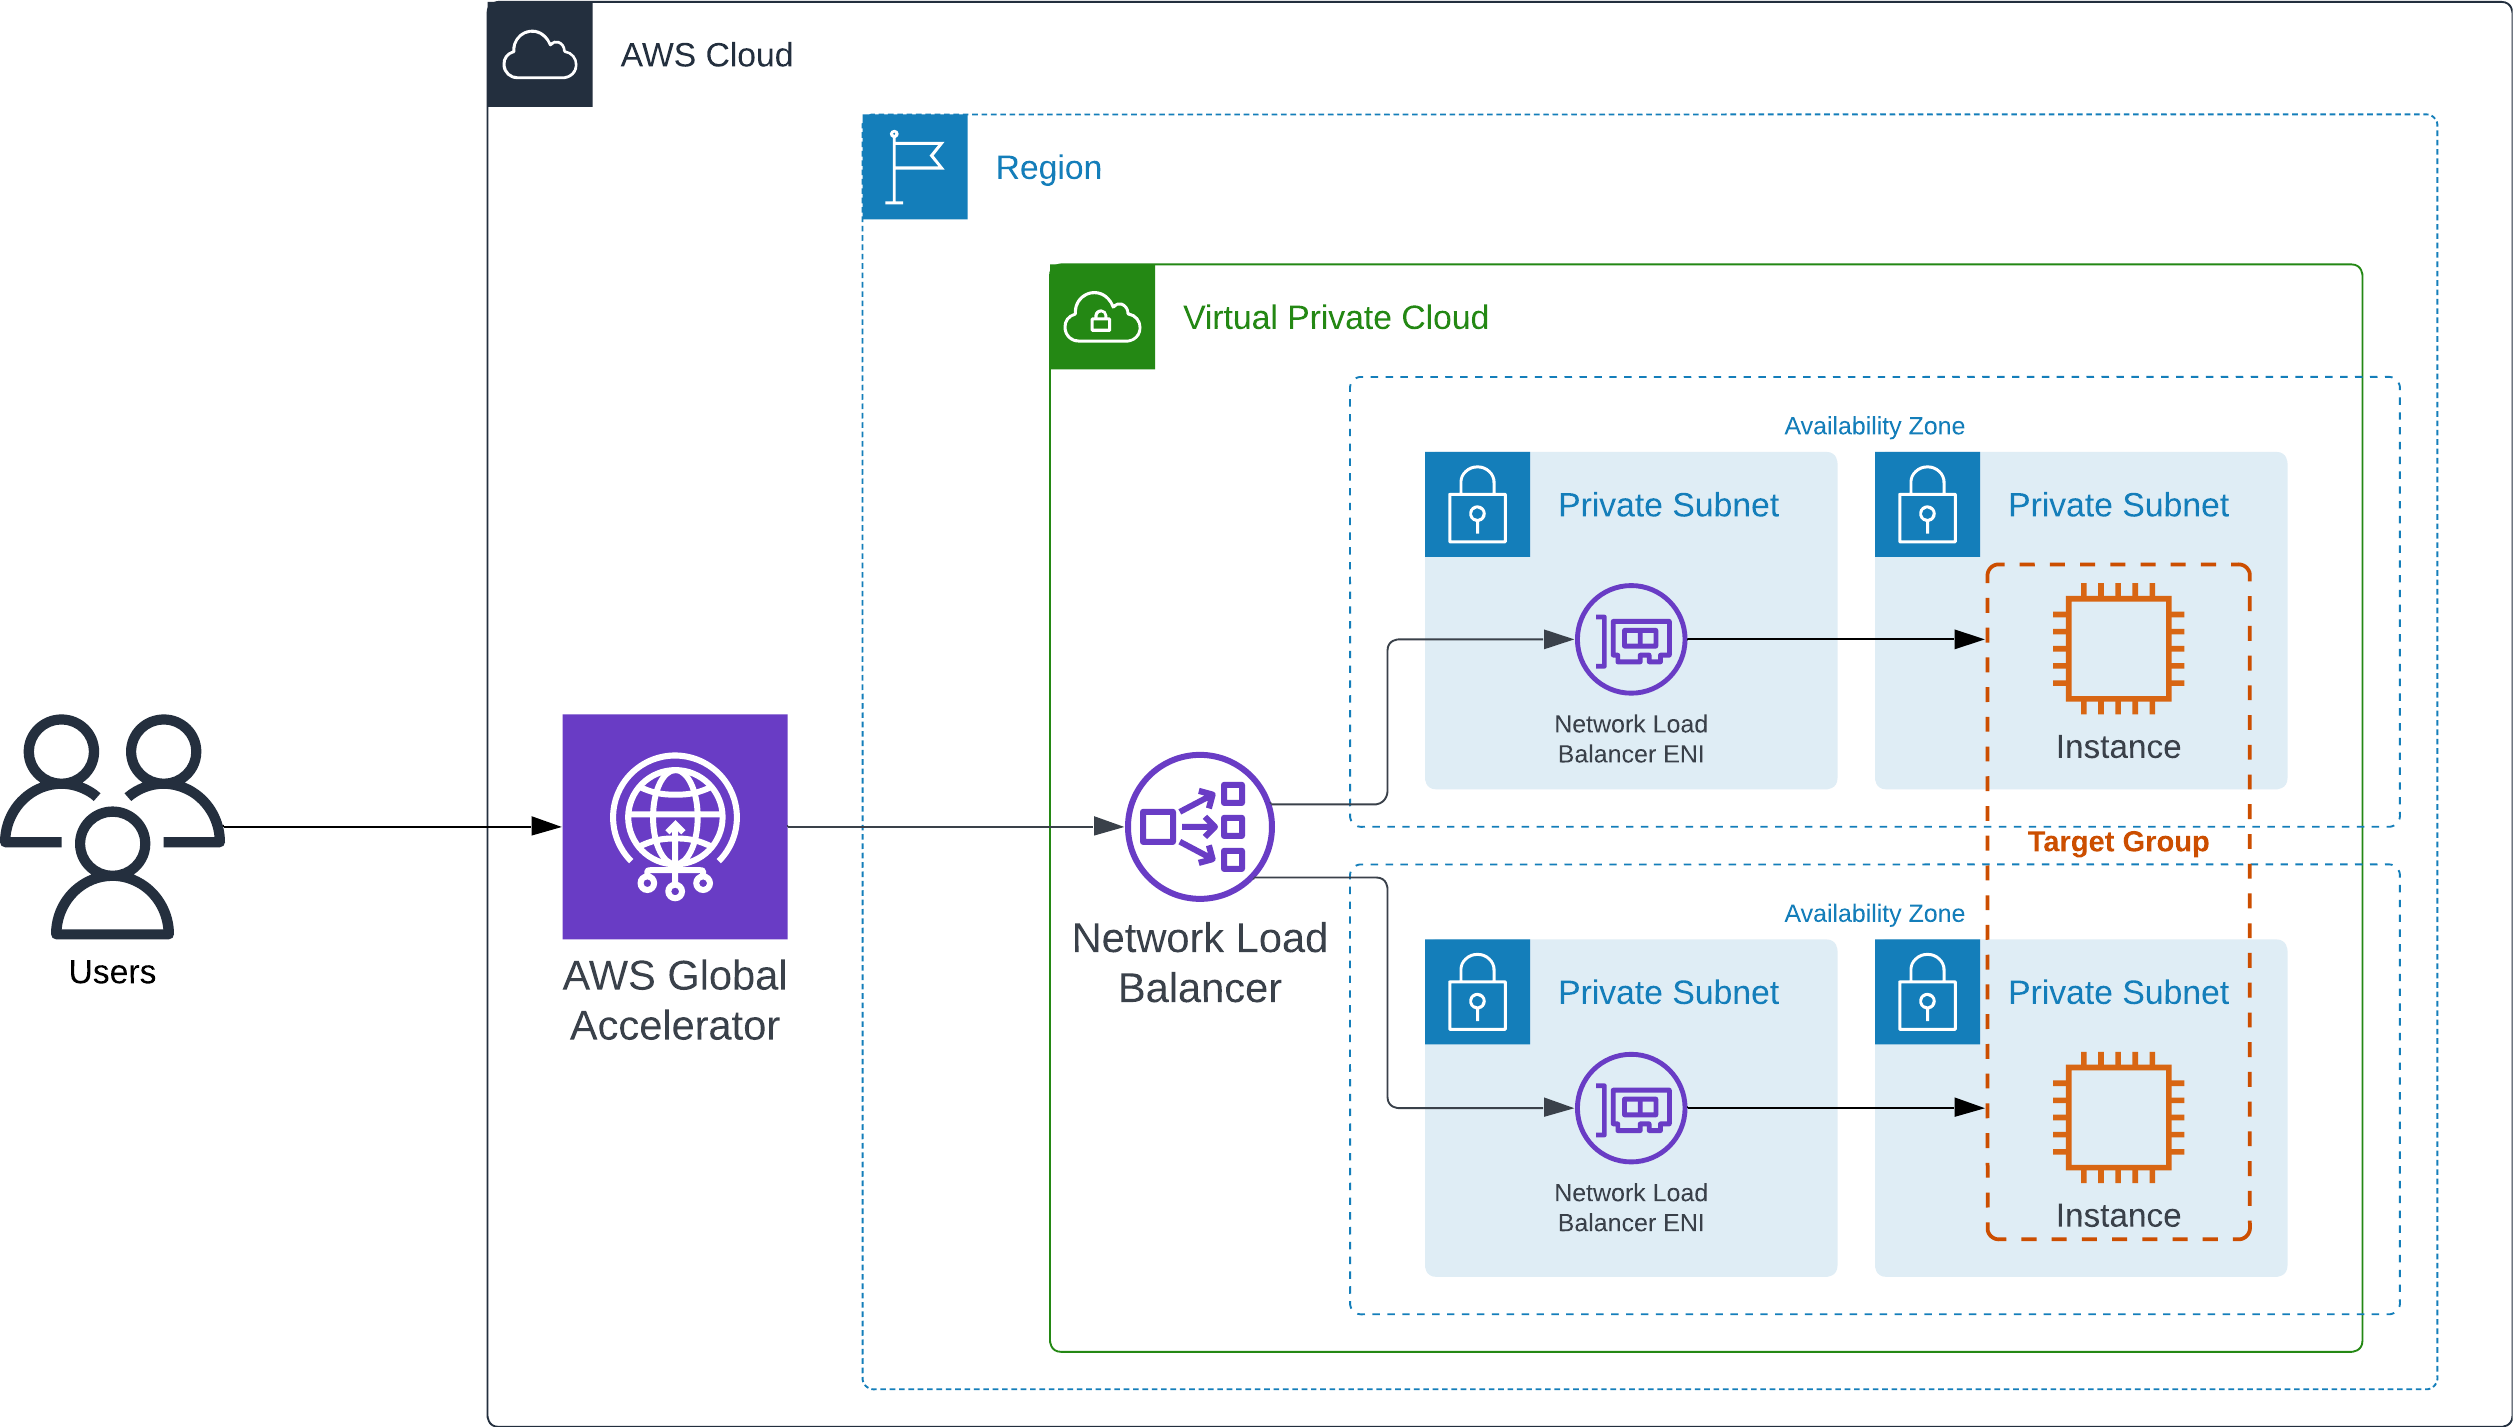 AWS Cloud
Region
Virtual Private Cloud
Availability Zone
Private Subnet
Private Subnet
Network Load
Balancer ENI
Instance
Target Group
Users
AWS Global
Accelerator
Network Load
Balancer
Availability Zone
Private Subnet
Private Subnet
Network Load
Balancer ENI
Instance